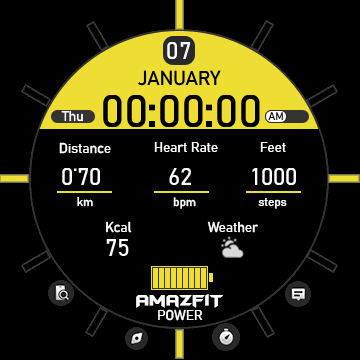 07
JANUARY
Thu 00:00:00 AM
Distance Heart Rate Feet
0'70 62 1000
km bpm steps
Kcal Weather
75
AMAZFIT
POWER